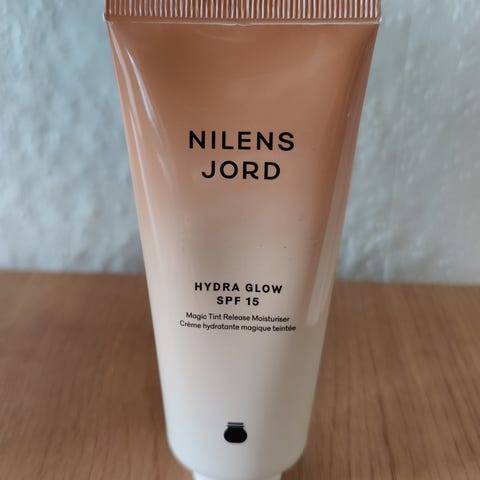 NILENS
JORD
HYDRA GLOW
SPF 15
Magic Tint Release Moisturiser
Crème hydratante magique teintée